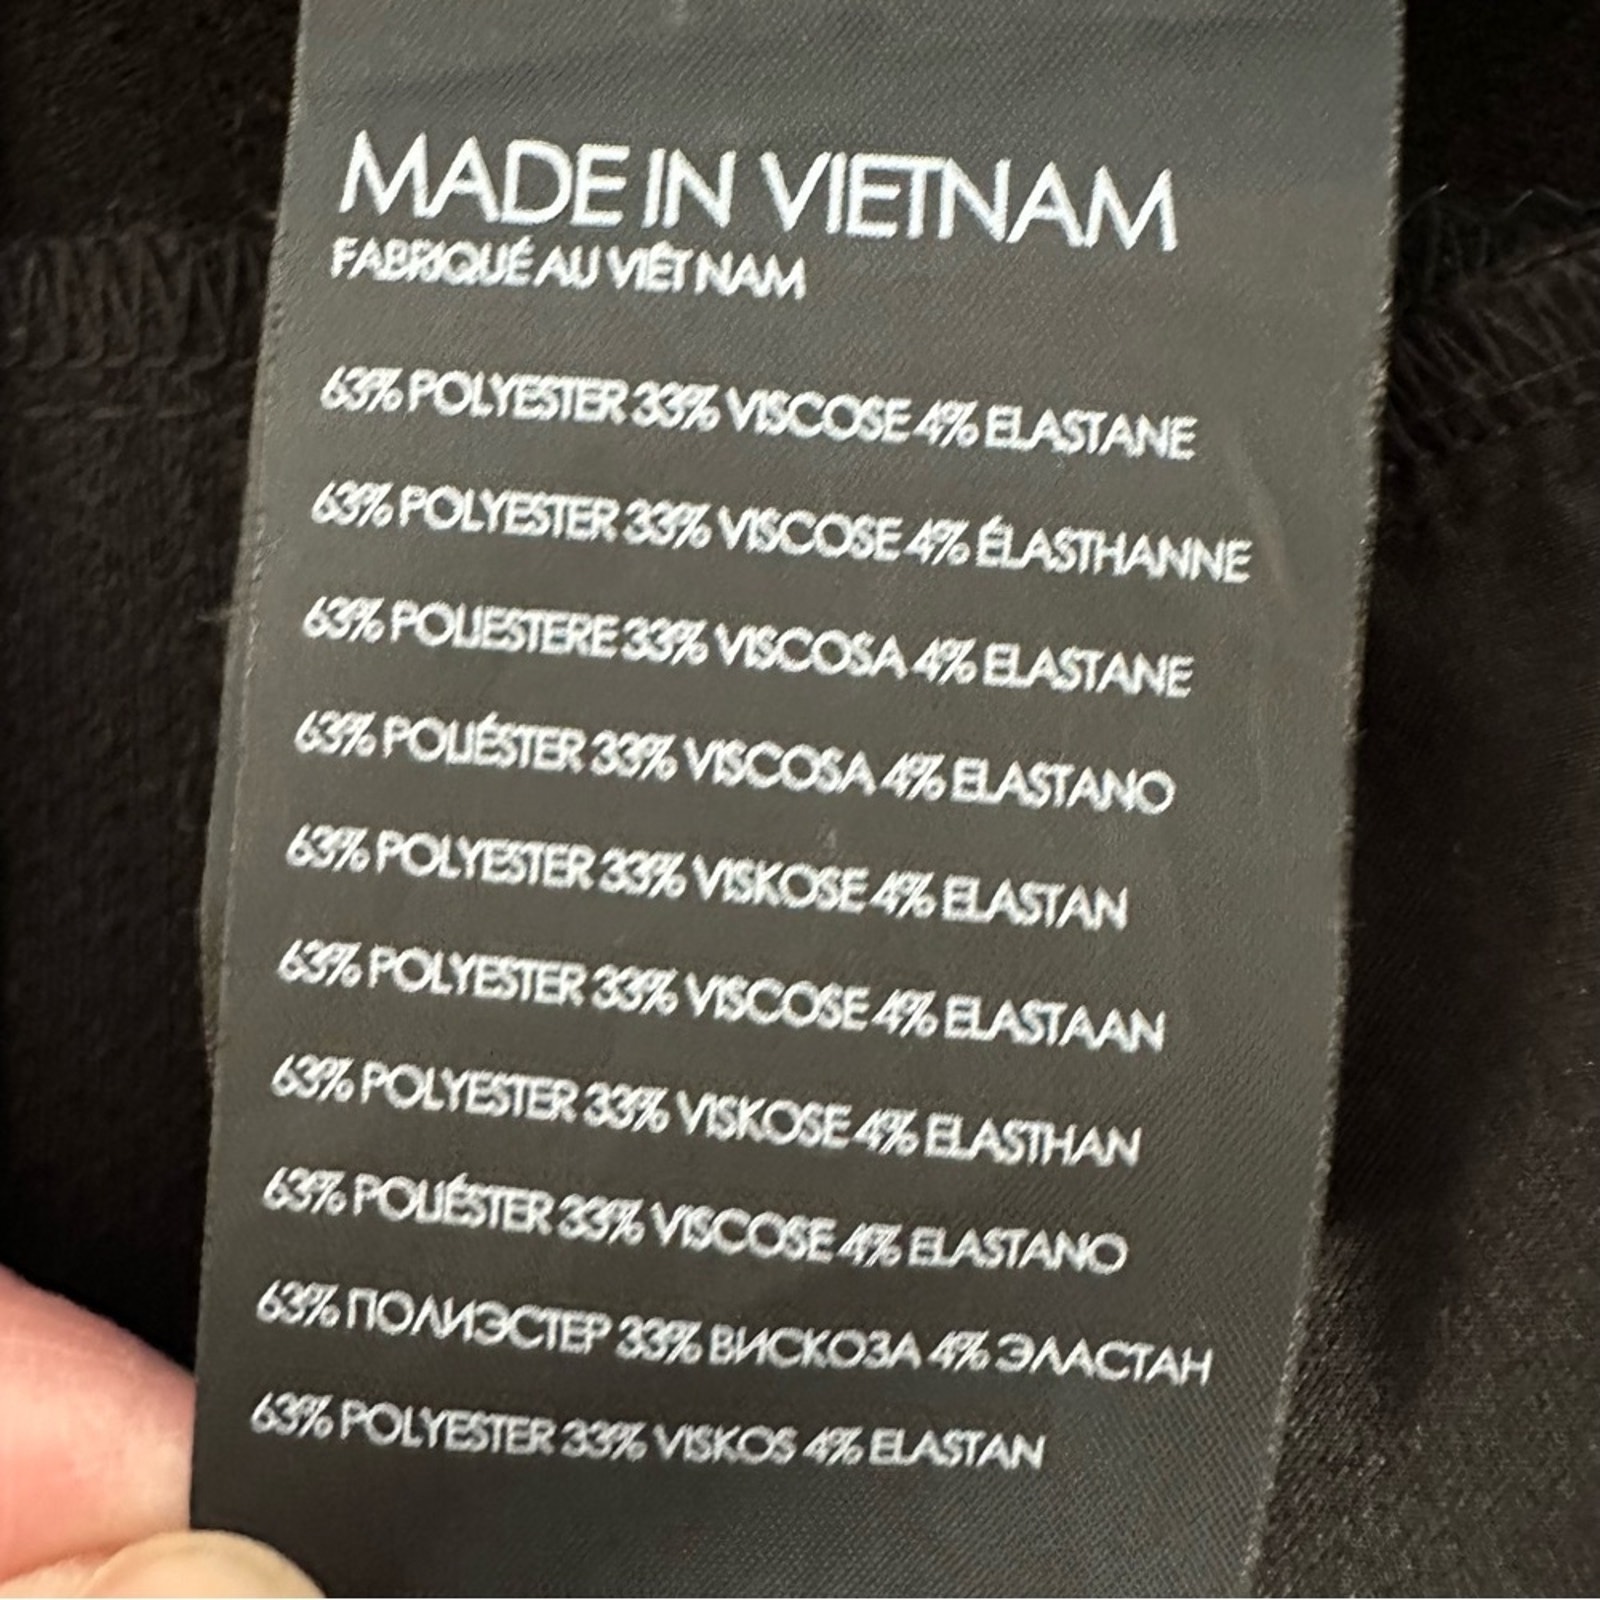 MADE IN VIETNAM
FABRIQUÉ AU VIÊT NAM
63% POLYESTER 33% VISCOSE 4% ELASTANE
63% POLYESTER 33% VISCOSE 4% ÉLASTHANNE
63% POLIESTERE 33% VISCOSA 4% ELASTANE
63% POLIÉSTER 33% VISCOSA 4% ELASTANO
63% POLYESTER 33% VISKOSE 4% ELASTAN
63% POLYESTER 33% VISCOSE 4% ELASTAAN
63% POLYESTER 33% VISKOSE 4% ELASTHAN
63% POLIÉSTER 33% VISCOSE 4% ELASTANO
63% ПОЛИЭСТЕР 33% ВИСКОЗА 4% ЭЛАСТАН
63% POLYESTER 33% VISKOS 4% ELASTAN